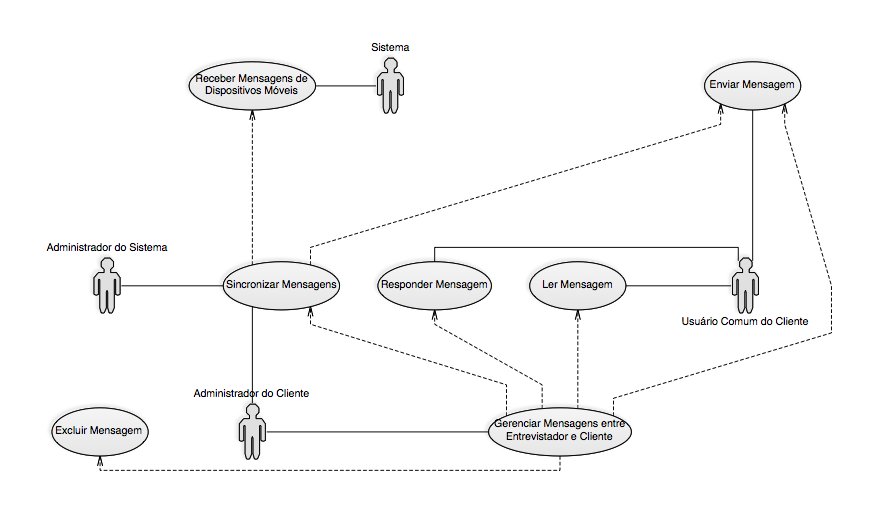 Sistema
Receber Mensagens de
Dispositivos Móveis
Enviar Mensagem
Administrador do Sistema
Sincronizar Mensagens
Responder Mensagem
Ler Mensagem
Usuário Comum do Cliente
Administrador do Cliente
Excluir Mensagem
Gerenciar Mensagens entre
Entrevistador e Cliente